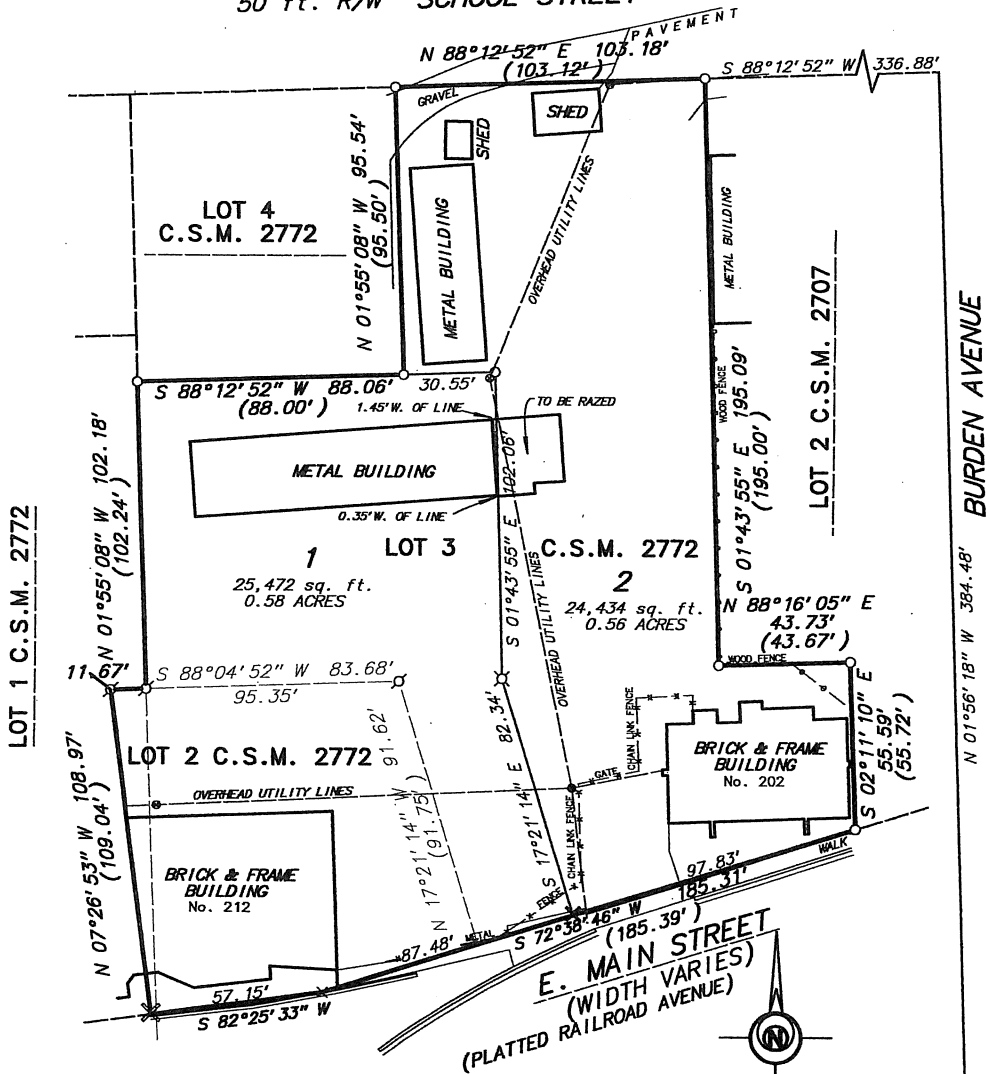 50 ft. R/W SCHOOL STREET
PAVEMENT
N 88°12'52" E 103.18'
(103.12')
S 88°12'52" W 336.88'
GRAVEL
SHED
SHED
LOT 4
C.S.M. 2772
N 01°55'08" W 95.54'
(95.50')
METAL BUILDING
OVERHEAD UTILITY LINES
METAL BUILDING
LOT 2 C.S.M. 2707
BURDEN AVENUE
N 01°56'18" W 384.48'
WOOD FENCE
S 01°43'55" E 195.09'
(195.00')
S 88°12'52" W 88.06'
(88.00')
30.55'
1.45'W. OF LINE
TO BE RAZED
METAL BUILDING
0.35'W. OF LINE
S 01°43'55" E 102.06'
N 01°55'08" W 102.18'
(102.24')
LOT 1 C.S.M. 2772
1
LOT 3
C.S.M. 2772
2
25,472 sq. ft.
0.58 ACRES
24,434 sq. ft.
0.56 ACRES
OVERHEAD UTILITY LINES
N 88°16'05" E
43.73'
(43.67')
WOOD FENCE
11.67'
S 88°04'52" W 83.68'
95.35'
S 02°11'10" E
55.59'
(55.72')
LOT 2 C.S.M. 2772
N 17°21'14" W 91.62'
(91.75')
S 17°21'14" E 82.34'
CHAIN LINK FENCE
GATE
CHAIN LINK FENCE
BRICK & FRAME
BUILDING
No. 202
OVERHEAD UTILITY LINES
N 07°26'53" W 108.97'
(109.04')
BRICK & FRAME
BUILDING
No. 212
WALK
97.83'
185.31'
FENCE
METAL
S 72°38'46" W
(185.39')
87.48'
57.15'
S 82°25'33" W
E. MAIN STREET
(WIDTH VARIES)
(PLATTED RAILROAD AVENUE)
N